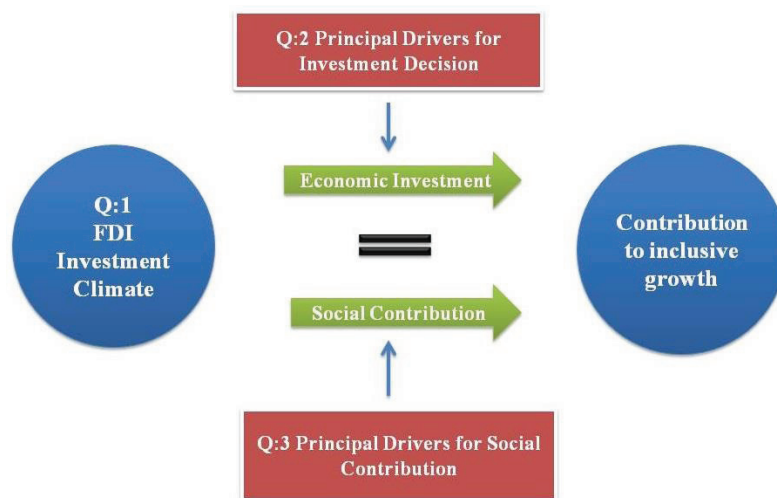 Q:2 Principal Drivers for
Investment Decision
Economic Investment
Q:1
FDI
Investment
Climate
Contribution
to inclusive
growth
Social Contribution
Q:3 Principal Drivers for Social
Contribution